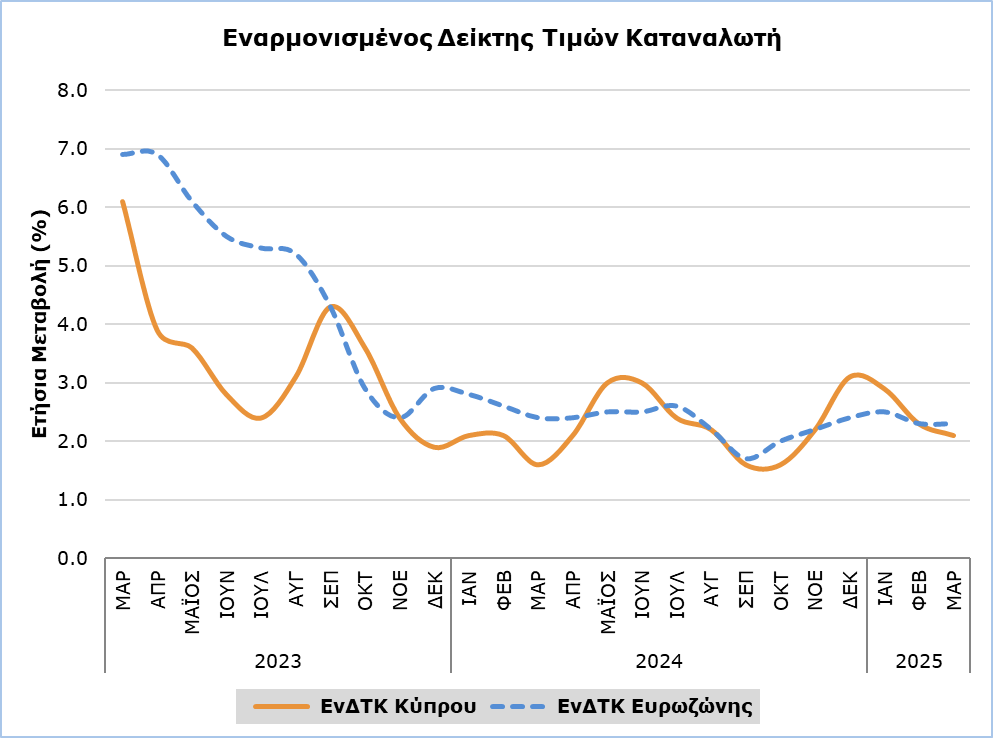 Εναρμονισμένος Δείκτης Τιμών Καταναλωτή
Ετήσια Μεταβολή (%)
8.0
7.0
6.0
5.0
4.0
3.0
2.0
1.0
0.0
ΜΑΡ ΑΠΡ ΜΑΪΟΣ ΙΟΥΝ ΙΟΥΛ ΑΥΓ ΣΕΠ ΟΚΤ ΝΟΕ ΔΕΚ ΙΑΝ ΦΕΒ ΜΑΡ ΑΠΡ ΜΑΪΟΣ ΙΟΥΝ ΙΟΥΛ ΑΥΓ ΣΕΠ ΟΚΤ ΝΟΕ ΔΕΚ ΙΑΝ ΦΕΒ ΜΑΡ
2023 2024 2025
ΕνΔΤΚ Κύπρου ΕνΔΤΚ Ευρωζώνης